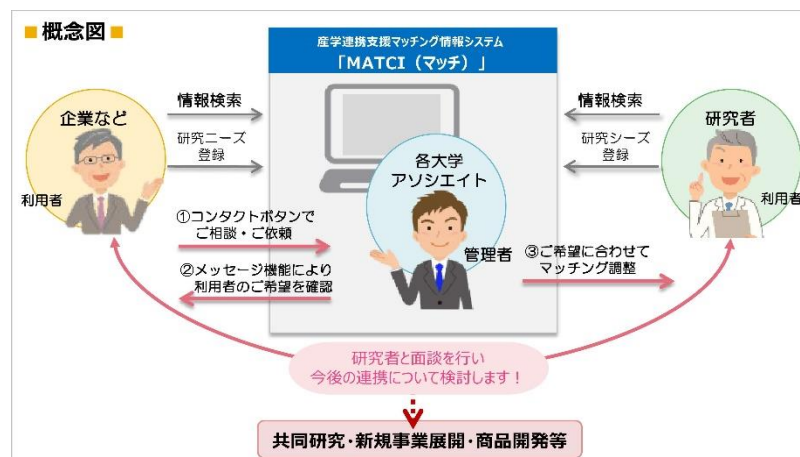 ■ 概念図 ■
産学連携支援マッチング情報システム
「MATCI（マッチ）」
企業など
利用者
情報検索
研究ニーズ
登録
各大学
アソシエイト
管理者
情報検索
研究シーズ
登録
研究者
利用者
①コンタクトボタンで
ご相談・ご依頼
②メッセージ機能により
利用者のご希望を確認
③ご希望に合わせて
マッチング調整
研究者と面談を行い
今後の連携について検討します！
共同研究・新規事業展開・商品開発等